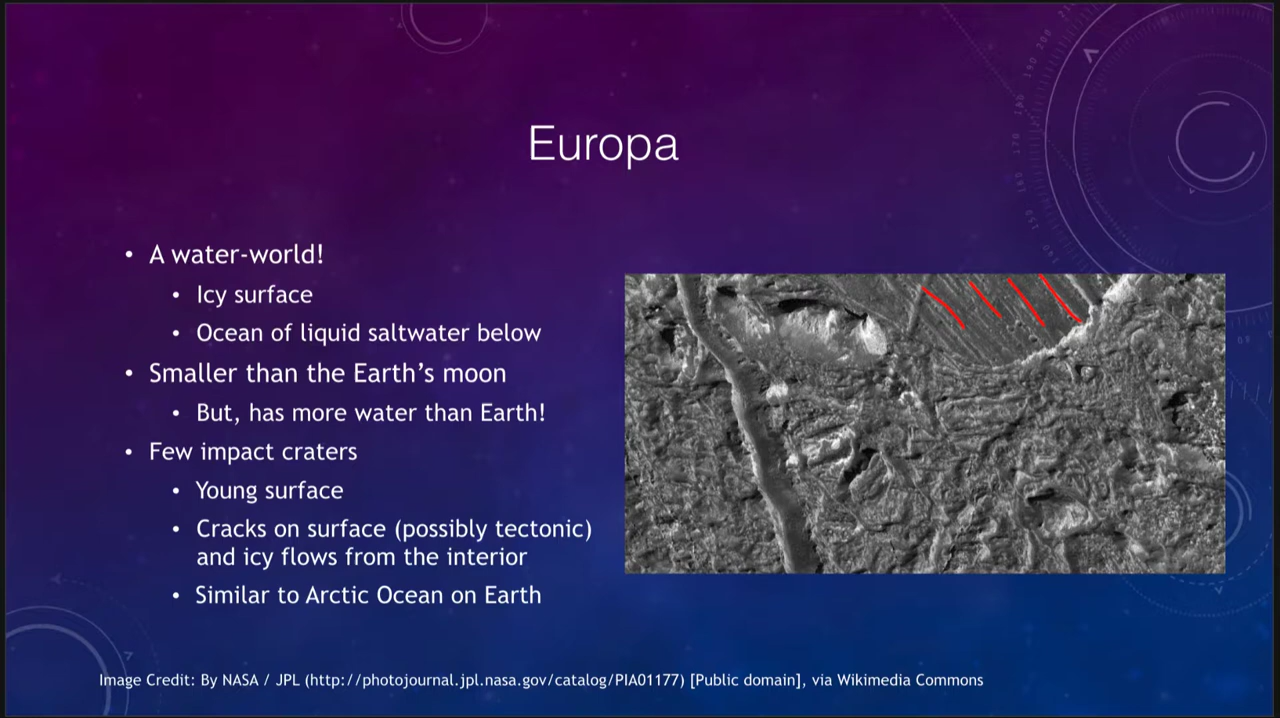 Europa
• A water-world!
• Icy surface
• Ocean of liquid saltwater below
• Smaller than the Earth's moon
• But, has more water than Earth!
• Few impact craters
• Young surface
• Cracks on surface (possibly tectonic)
and icy flows from the interior
• Similar to Arctic Ocean on Earth
Image Credit: By NASA / JPL (http://photojournal.jpl.nasa.gov/catalog/PIA01177) [Public domain], via Wikimedia Commons